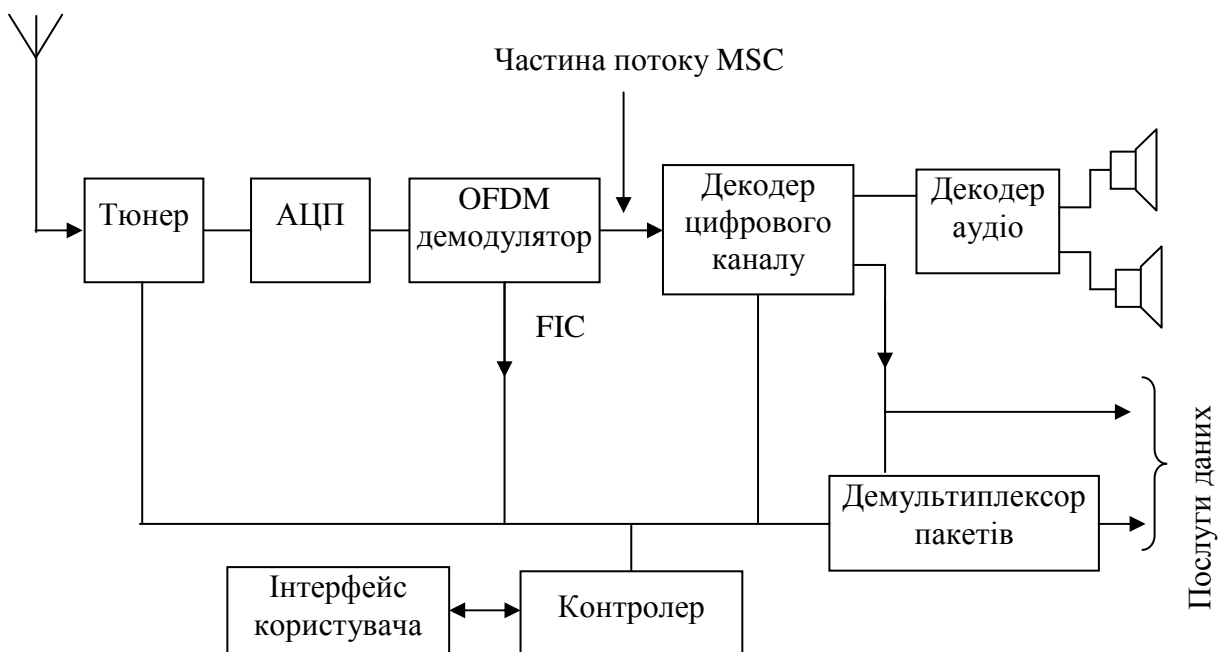 Частина потоку MSC
Тюнер
АЦП
OFDM
демодулятор
Декодер
цифрового
каналу
Декодер
аудіо
FIC
Демультиплексор
пакетів
Послуги даних
Інтерфейс
користувача
Контролер